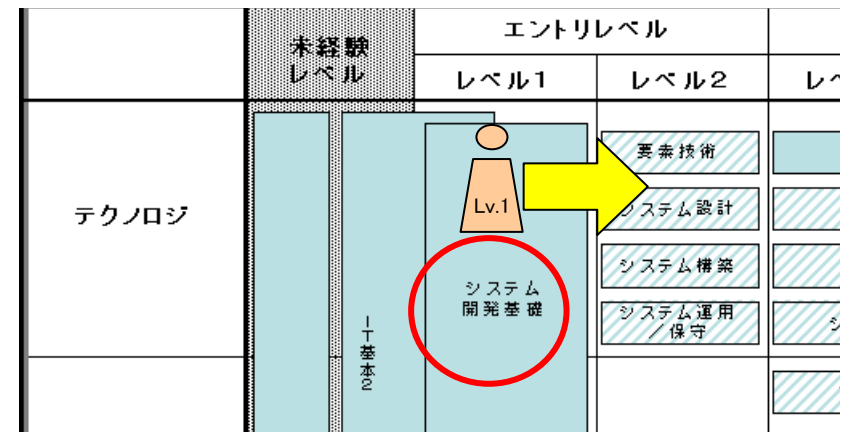 未経験
レベル
エントリレベル
レベル1
レベル2
レベ
テクノロジ
Lv.1
要素技術
システム設計
システム構築
システム運用
／保守
システム
開発基礎
IT基本2